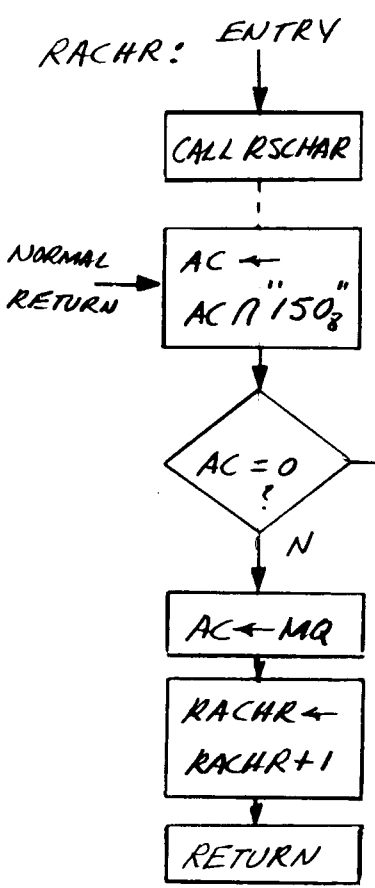 RACHR: ENTRY
CALL RSCHAR
NORMAL
RETURN
AC ←
AC ∩ "150₈"
AC = 0
?
N
AC ← MQ
RACHR ←
RACHR + 1
RETURN